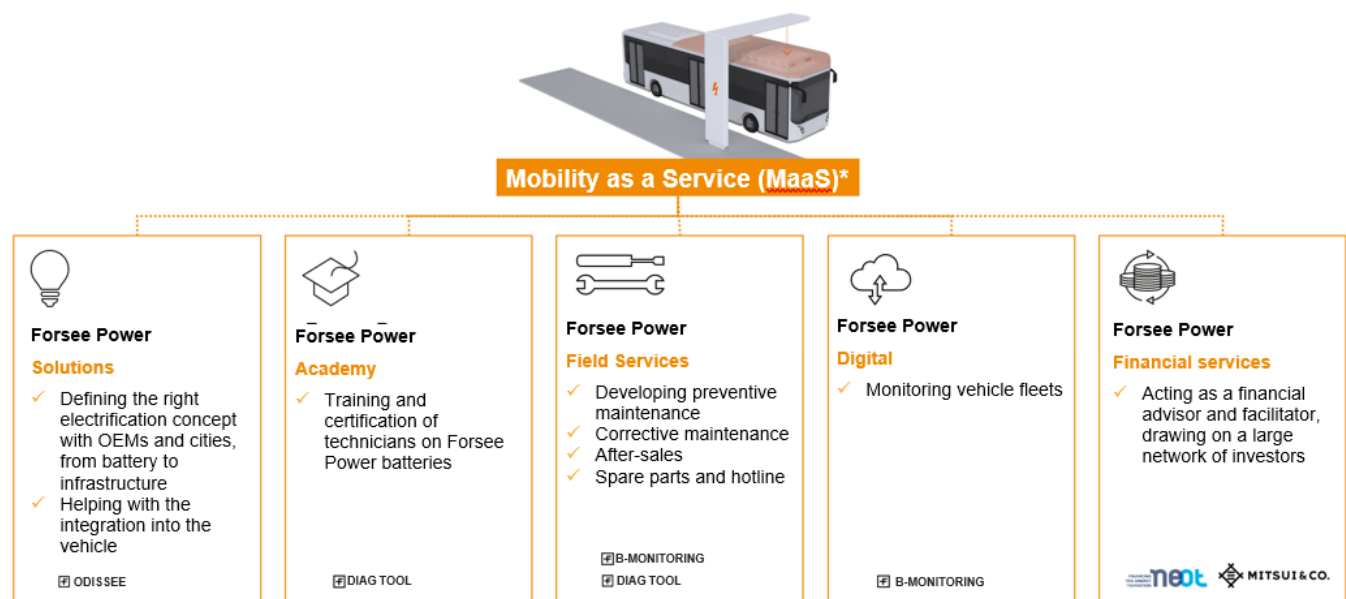 Mobility as a Service (MaaS)*
Forsee Power
Solutions
✓ Defining the right
electrification concept
with OEMs and cities,
from battery to
infrastructure
✓ Helping with the
integration into the
vehicle
ODISSEE
Forsee Power
Academy
✓ Training and
certification of
technicians on Forsee
Power batteries
DIAG TOOL
Forsee Power
Field Services
✓ Developing preventive
maintenance
✓ Corrective maintenance
✓ After-sales
✓ Spare parts and hotline
B-MONITORING
DIAG TOOL
Forsee Power
Digital
✓ Monitoring vehicle fleets
B-MONITORING
Forsee Power
Financial services
✓ Acting as a financial
advisor and facilitator,
drawing on a large
network of investors
FINANCING
THE ENERGY
TRANSITION
neot
MITSUI & CO.